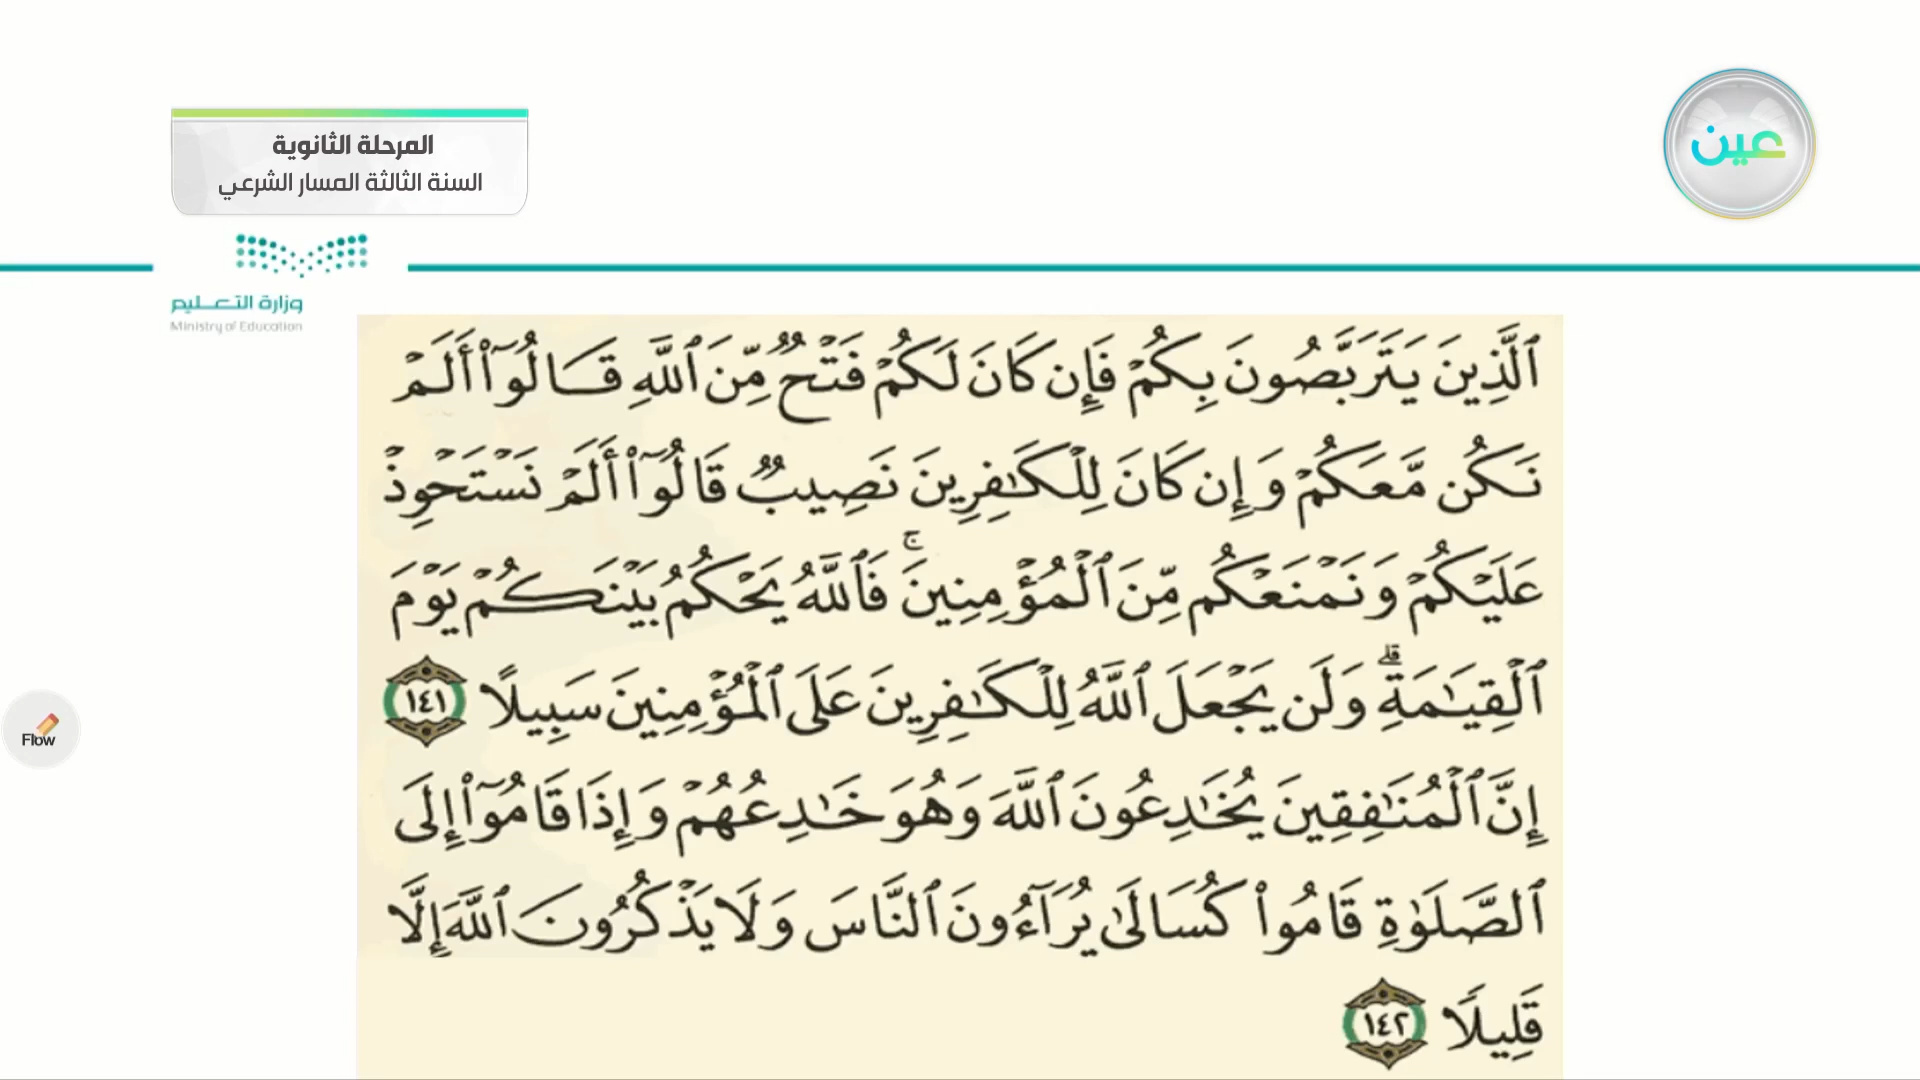 المرحلة الثانوية
السنة الثالثة المسار الشرعي
عين
وزارة التعليم
Ministry of Education
ٱلَّذِينَ يَتَرَبَّصُونَ بِكُمْ فَإِن كَانَ لَكُمْ فَتْحٌ مِّنَ ٱللَّهِ قَالُوٓا۟ أَلَمْ
نَكُن مَّعَكُمْ وَإِن كَانَ لِلْكَـٰفِرِينَ نَصِيبٌ قَالُوٓا۟ أَلَمْ نَسْتَحْوِذْ
عَلَيْكُمْ وَنَمْنَعْكُم مِّنَ ٱلْمُؤْمِنِينَ ۚ فَٱللَّهُ يَحْكُمُ بَيْنَكُمْ يَوْمَ
ٱلْقِيَـٰمَةِ ۗ وَلَن يَجْعَلَ ٱللَّهُ لِلْكَـٰفِرِينَ عَلَى ٱلْمُؤْمِنِينَ سَبِيلًا ١٤١
إِنَّ ٱلْمُنَـٰفِقِينَ يُخَـٰدِعُونَ ٱللَّهَ وَهُوَ خَـٰدِعُهُمْ وَإِذَا قَامُوٓا۟ إِلَى
ٱلصَّلَوٰةِ قَامُوا۟ كُسَالَىٰ يُرَآءُونَ ٱلنَّاسَ وَلَا يَذْكُرُونَ ٱللَّهَ إِلَّا
قَلِيلًا ١٤٢
Flow